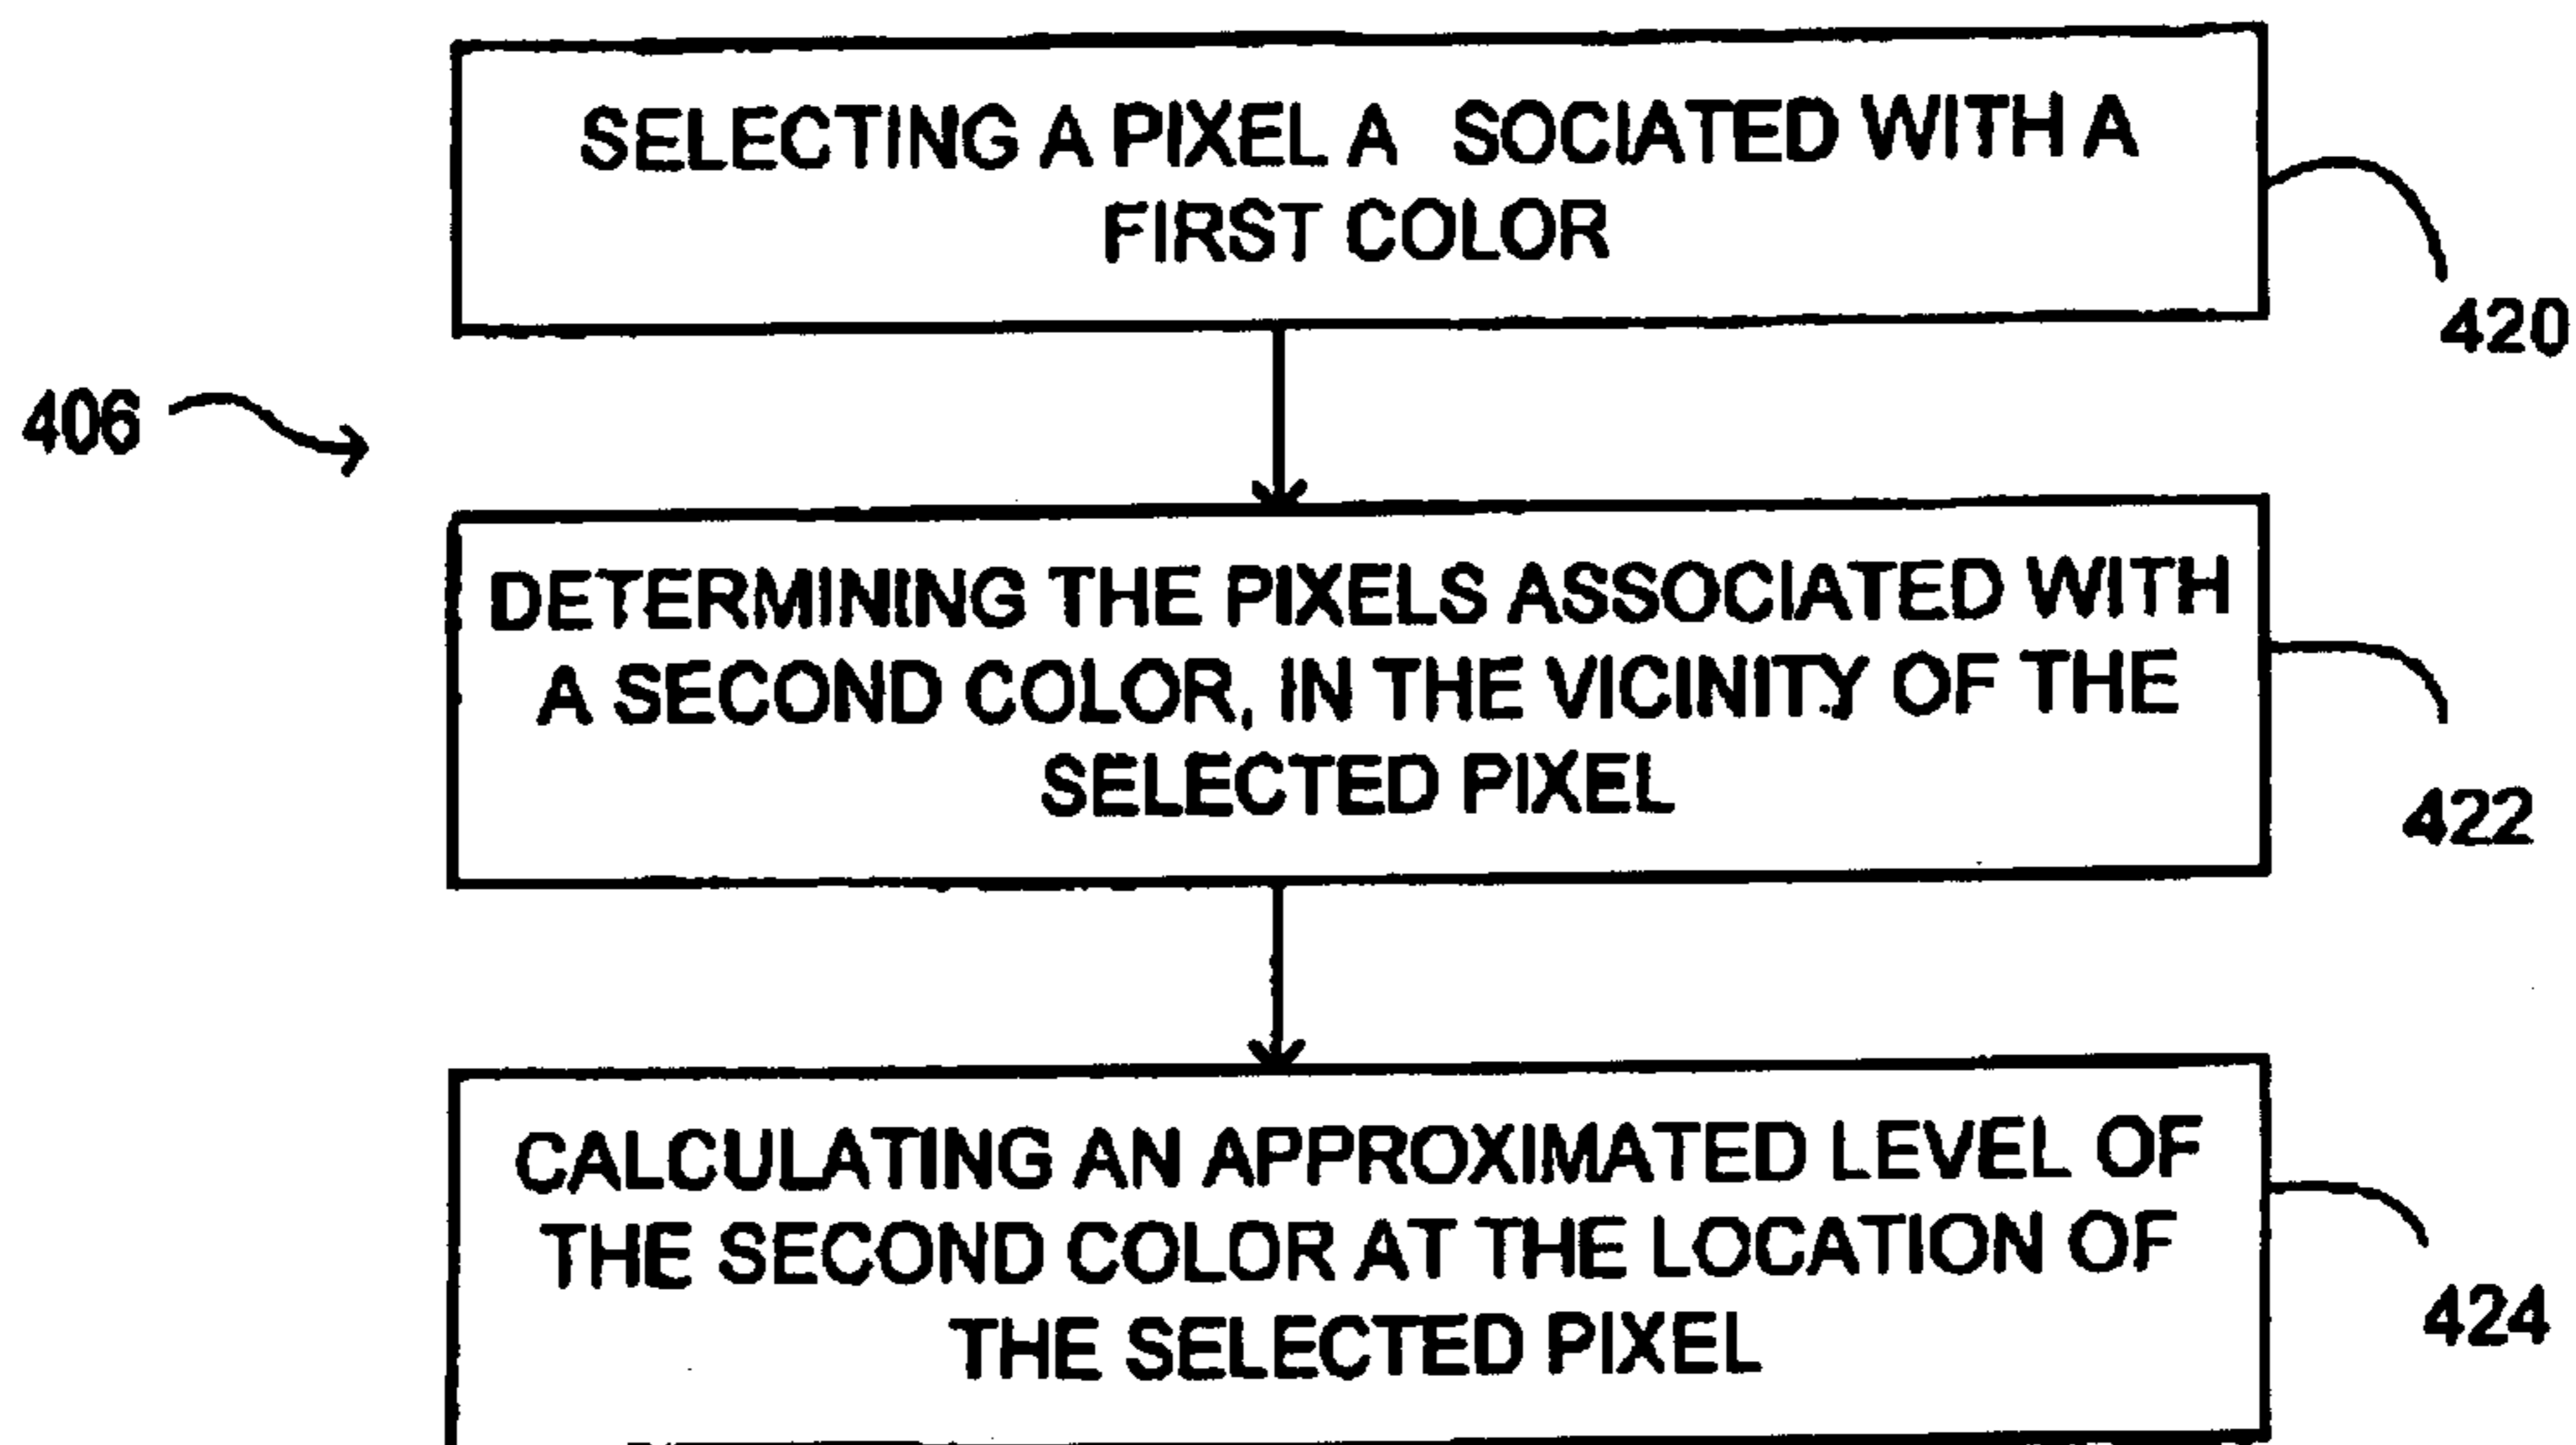 SELECTING A PIXEL A SOCIATED WITH A
FIRST COLOR
420
406
DETERMINING THE PIXELS ASSOCIATED WITH
A SECOND COLOR, IN THE VICINITY OF THE
SELECTED PIXEL
422
CALCULATING AN APPROXIMATED LEVEL OF
THE SECOND COLOR AT THE LOCATION OF
THE SELECTED PIXEL
424